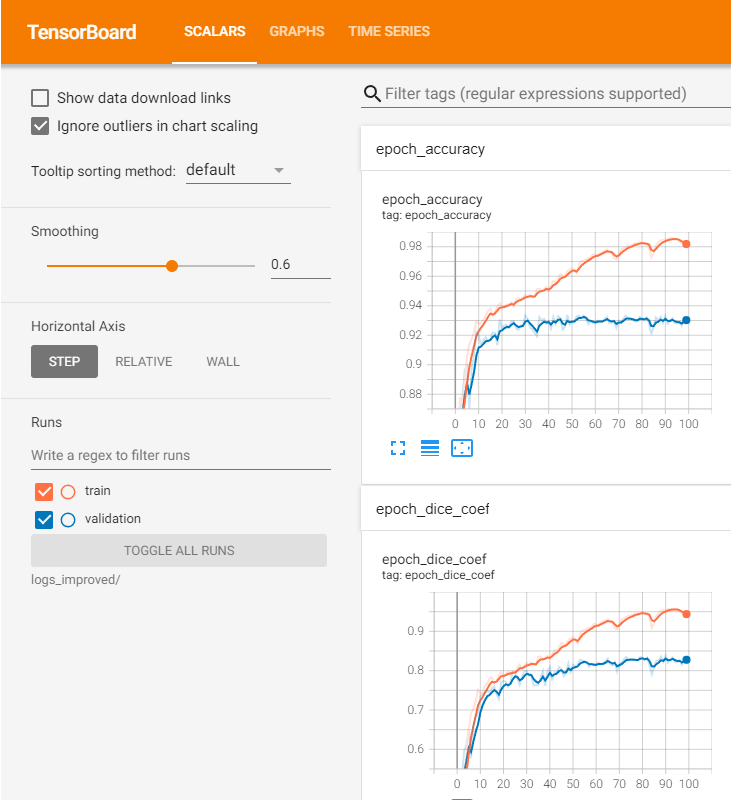 TensorBoard SCALARS GRAPHS TIME SERIES
Show data download links
Ignore outliers in chart scaling
Tooltip sorting method: default
Smoothing
0.6
Horizontal Axis
STEP RELATIVE WALL
Runs
Write a regex to filter runs
train
validation
TOGGLE ALL RUNS
logs_improved/
Filter tags (regular expressions supported)
epoch_accuracy
epoch_accuracy
tag: epoch_accuracy
0.98
0.96
0.94
0.92
0.9
0.88
0 10 20 30 40 50 60 70 80 90 100
epoch_dice_coef
epoch_dice_coef
tag: epoch_dice_coef
0.9
0.8
0.7
0.6
0 10 20 30 40 50 60 70 80 90 100